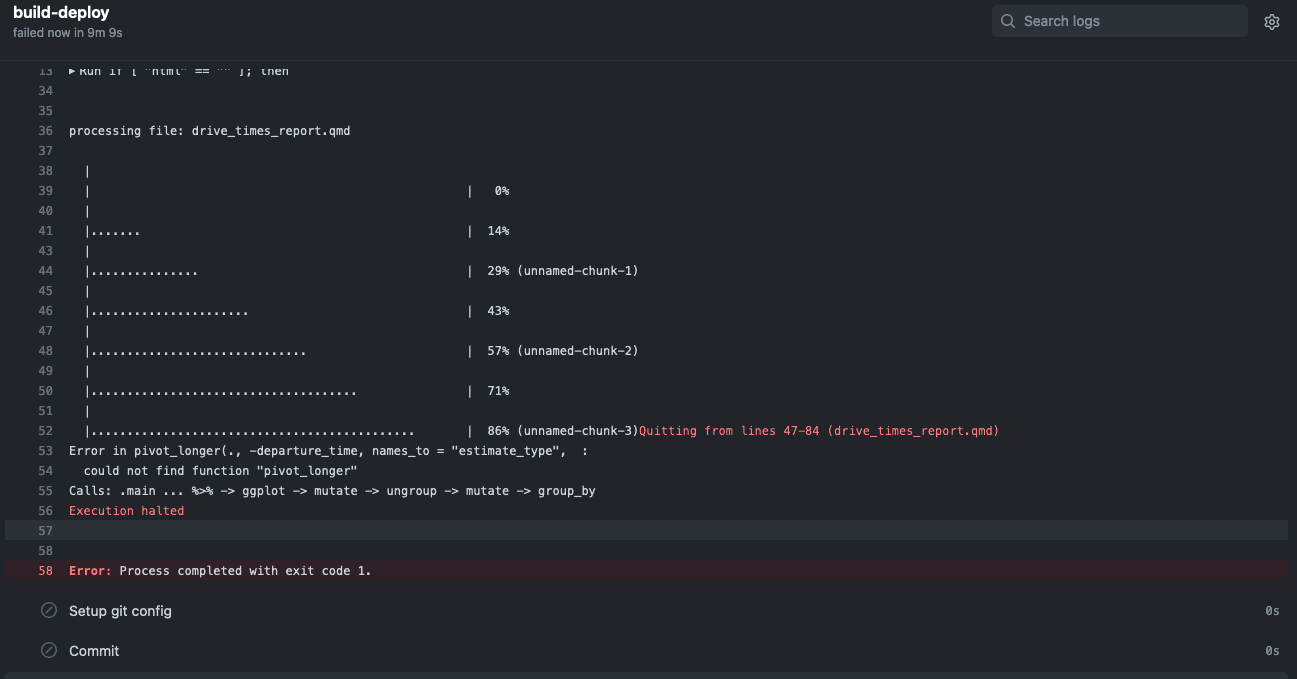 build-deploy
failed now in 9m 9s
Search logs
13 ▸ Run if [ "html" == "" ]; then
34
35
36 processing file: drive_times_report.qmd
37
38 |
39 | | 0%
40 |
41 |....... | 14%
43 |
44 |............... | 29% (unnamed-chunk-1)
45 |
46 |...................... | 43%
47 |
48 |.............................. | 57% (unnamed-chunk-2)
49 |
50 |..................................... | 71%
51 |
52 |............................................. | 86% (unnamed-chunk-3)Quitting from lines 47-84 (drive_times_report.qmd)
53 Error in pivot_longer(., -departure_time, names_to = "estimate_type", :
54 could not find function "pivot_longer"
55 Calls: .main ... %>% -> ggplot -> mutate -> ungroup -> mutate -> group_by
56 Execution halted
57
58
58 Error: Process completed with exit code 1.
Setup git config 0s
Commit 0s